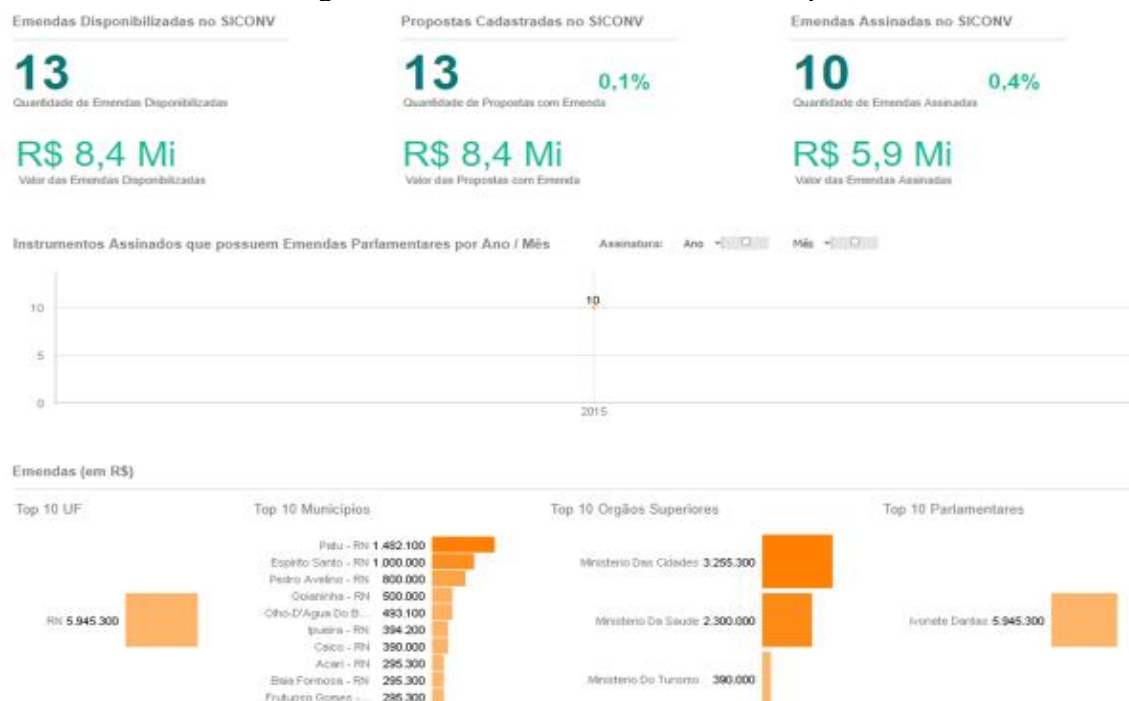 Emendas Disponibilizadas no SICONV
Propostas Cadastradas no SICONV
Emendas Assinadas no SICONV
13
13 0,1%
10 0,4%
Quantidade de Emendas Disponibilizadas
Quantidade de Propostas com Emenda
Quantidade de Emendas Assinadas
R$ 8,4 Mi
R$ 8,4 Mi
R$ 5,9 Mi
Valor das Emendas Disponibilizadas
Valor das Propostas com Emenda
Valor das Emendas Assinadas
Instrumentos Assinados que possuem Emendas Parlamentares por Ano / Mês
Assinatura: Ano Mês
10
10
5
0
2015
Emendas (em R$)
Top 10 UF
RN 5.945.300
Top 10 Municípios
Patu - RN 1.482.100
Espírito Santo - RN 1.000.000
Pedro Avelino - RN 800.000
Goianinha - RN 500.000
Olho-D'Agua Do B... 493.100
Ipueira - RN 394.200
Caico - RN 390.000
Acari - RN 295.300
Baia Formosa - RN 295.300
Frutuoso Gomes -... 295.300
Top 10 Orgãos Superiores
Ministerio Das Cidades 3.255.300
Ministerio Da Saude 2.300.000
Ministerio Do Turismo 390.000
Top 10 Parlamentares
Ivonete Dantas 5.945.300